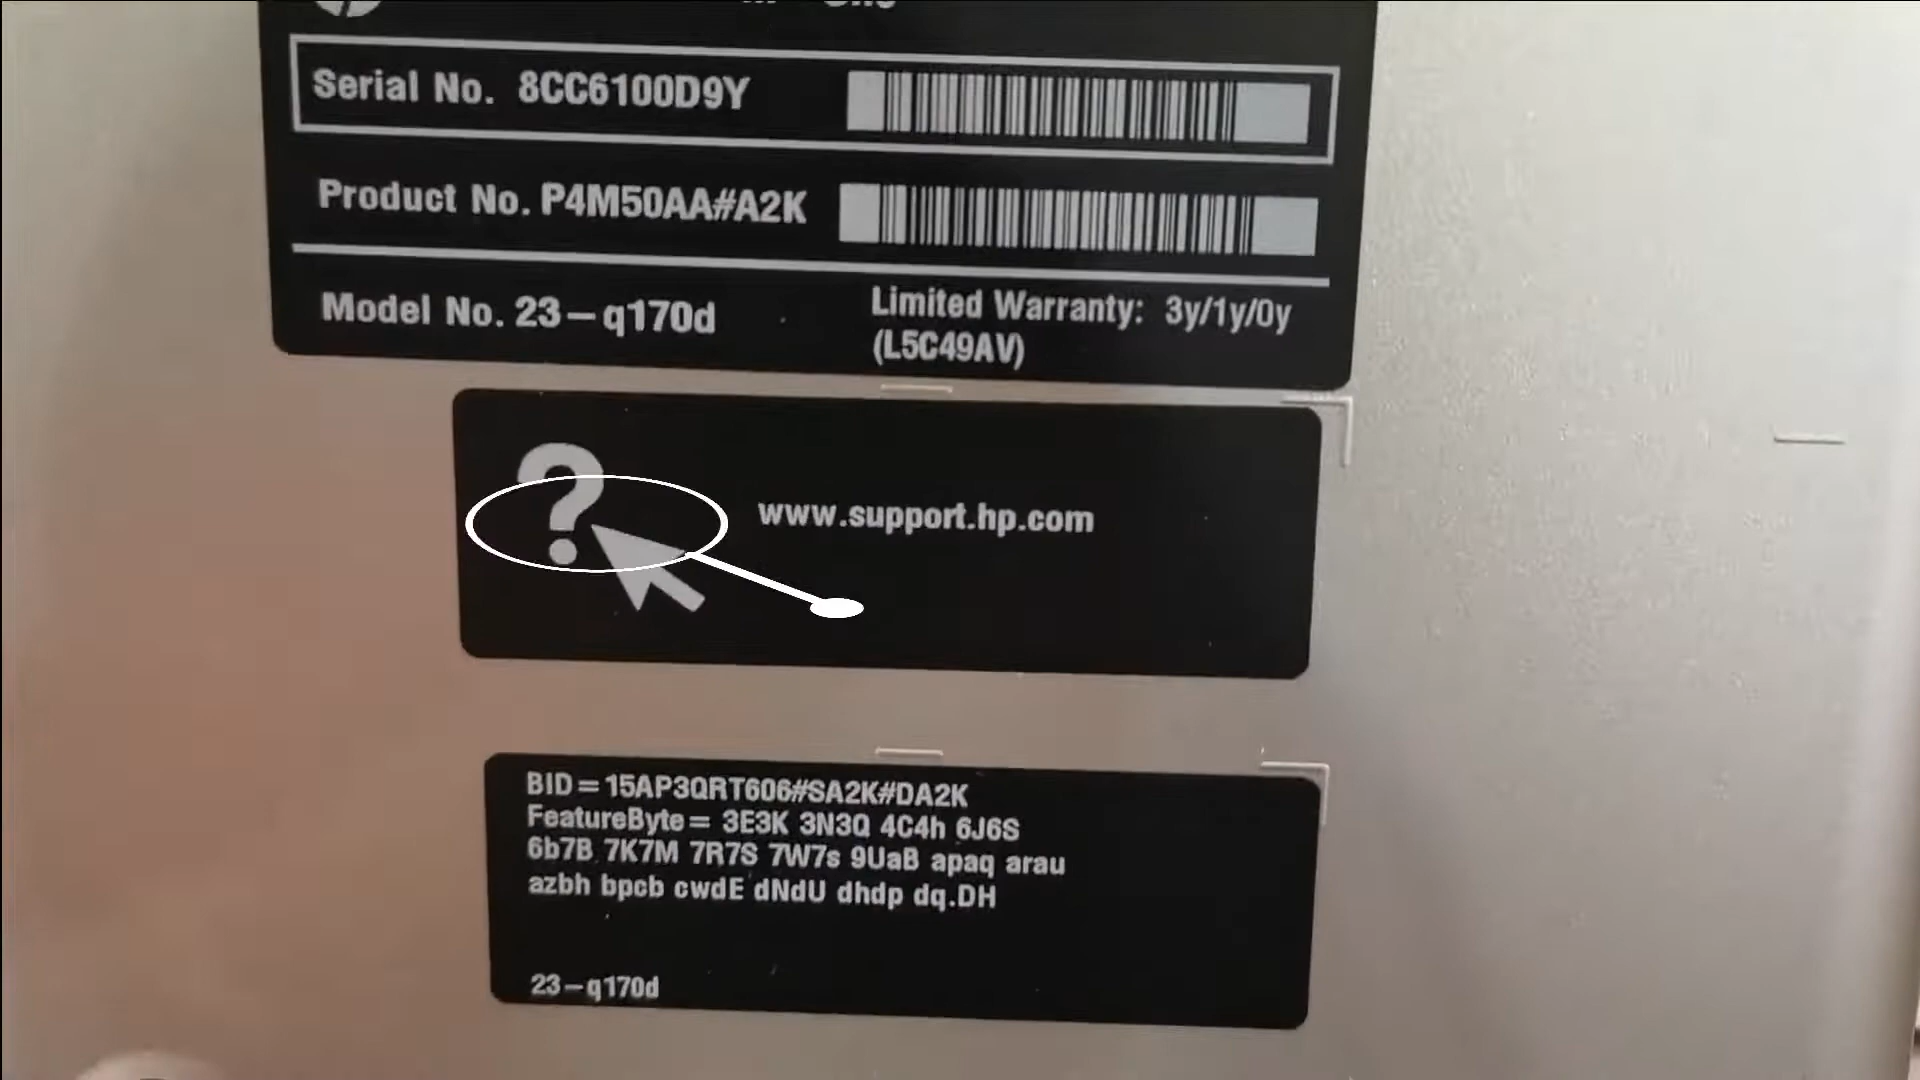 Serial No. 8CC6100D9Y
Product No. P4M50AA#A2K
Model No. 23-q170d
Limited Warranty: 3y/1y/0y
(L5C49AV)
?
www.support.hp.com
BID=15AP3QRT606#SA2K#DA2K
FeatureByte= 3E3K 3N3Q 4C4h 6J6S
6b7B 7K7M 7R7S 7W7s 9UaB apaq arau
azbh bpcb cwdE dNdU dhdp dq.DH
23-q170d